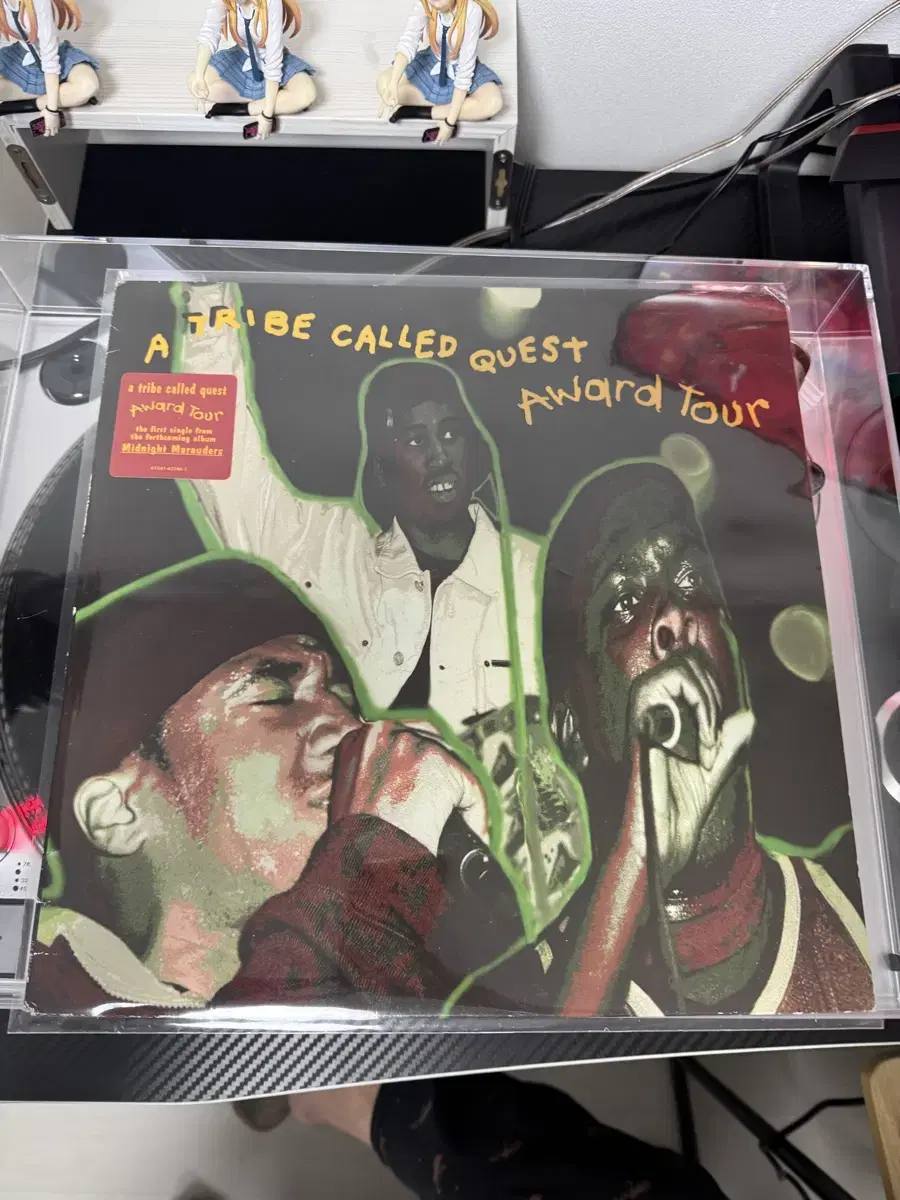 A TRIBE CALLED QUEST
AWard Tour
a tribe called quest
AWard Tour
the first single from
the forthcoming album
Midnight Marauders